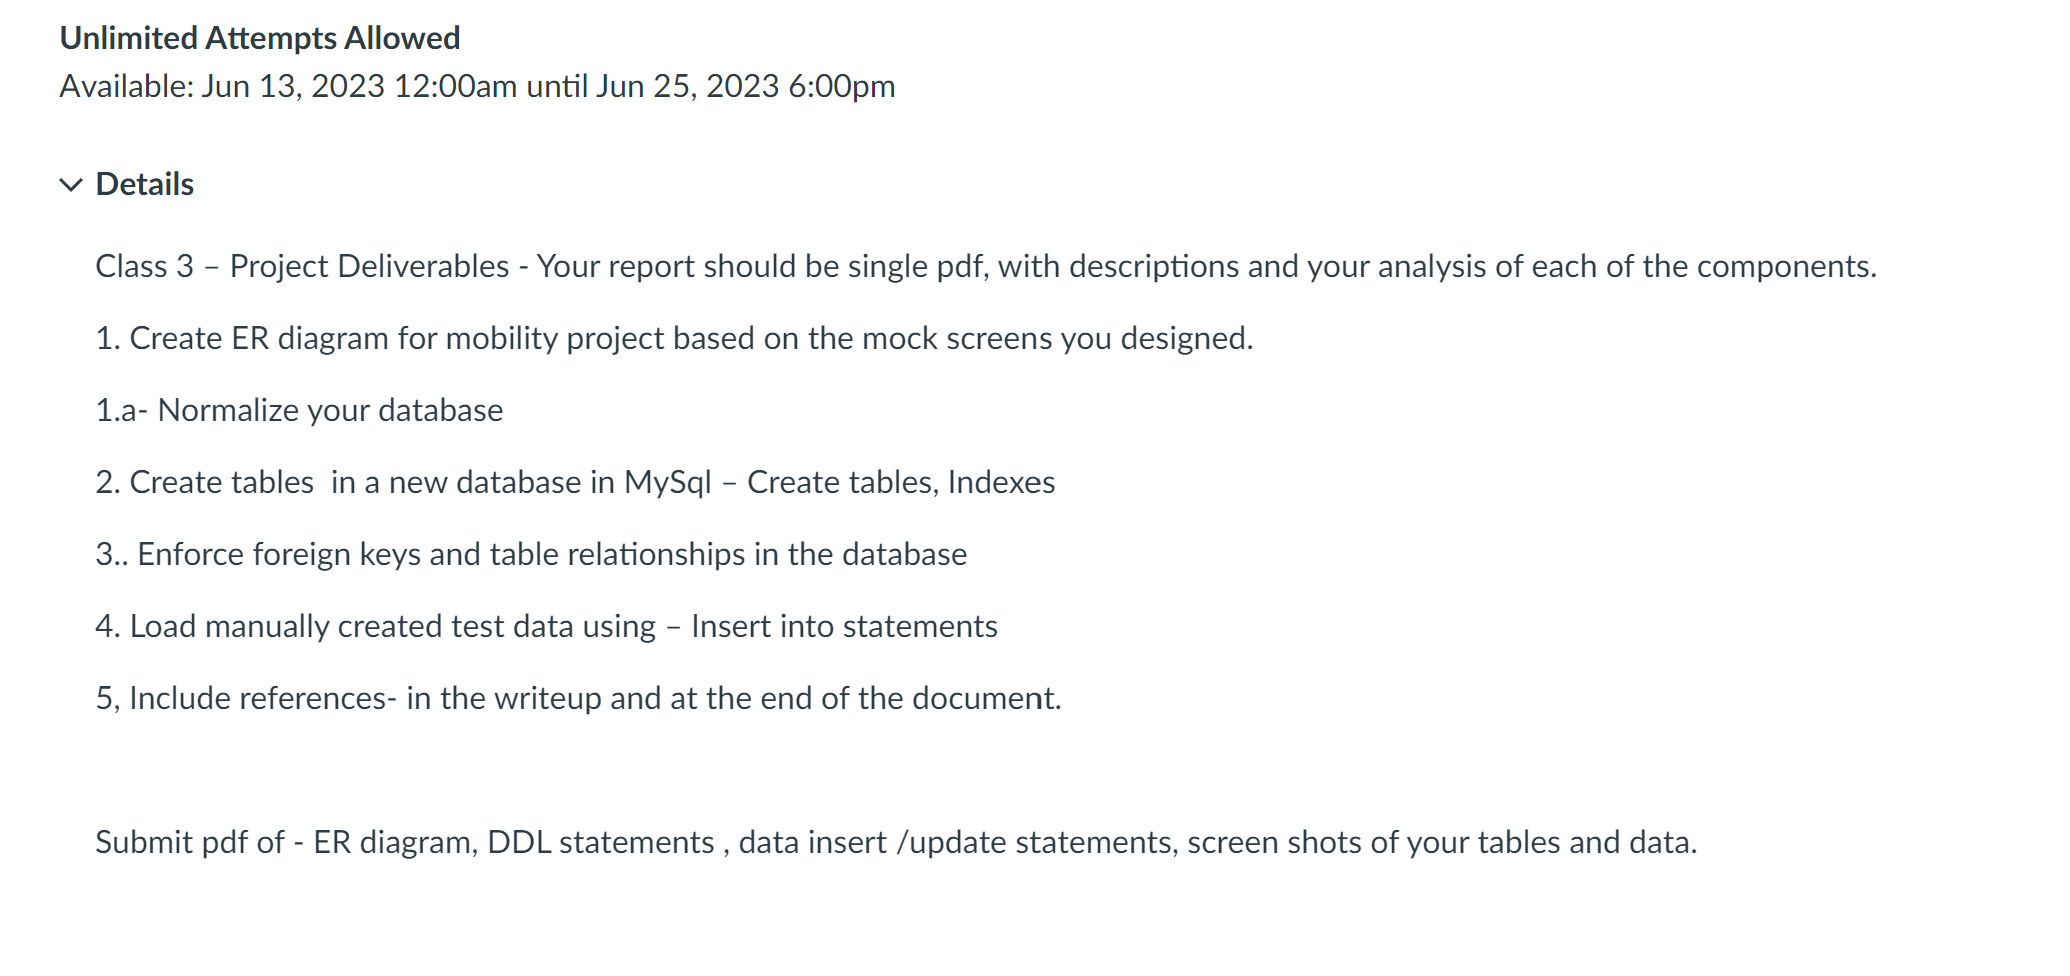 Unlimited Attempts Allowed
Available: Jun 13, 2023 12:00am until Jun 25, 2023 6:00pm
Details
Class 3 – Project Deliverables - Your report should be single pdf, with descriptions and your analysis of each of the components.
1. Create ER diagram for mobility project based on the mock screens you designed.
1.a- Normalize your database
2. Create tables  in a new database in MySql – Create tables, Indexes
3.. Enforce foreign keys and table relationships in the database
4. Load manually created test data using – Insert into statements
5, Include references- in the writeup and at the end of the document.
Submit pdf of - ER diagram, DDL statements , data insert /update statements, screen shots of your tables and data.